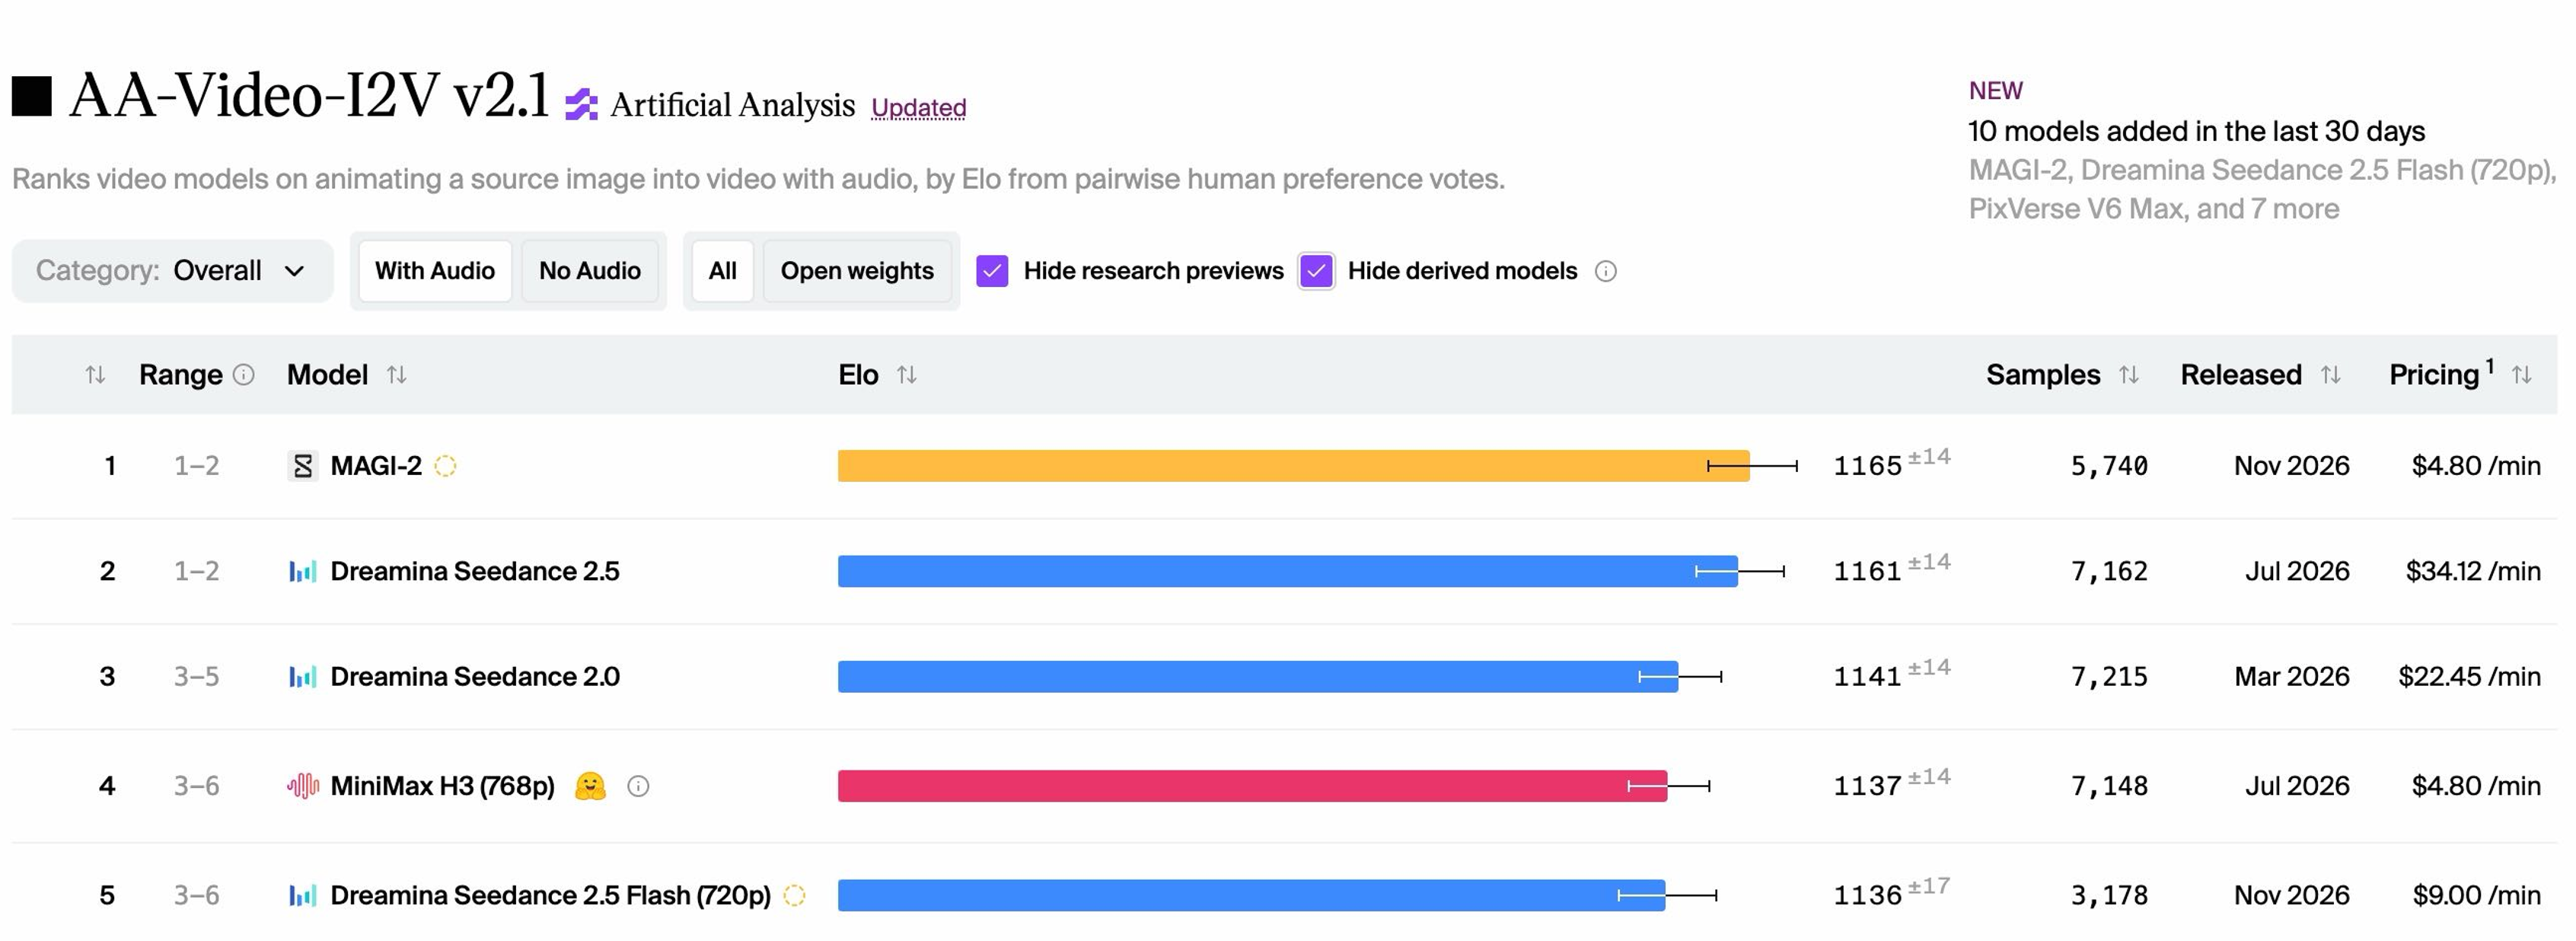 AA-Video-I2V v2.1 Artificial Analysis Updated
Ranks video models on animating a source image into video with audio, by Elo from pairwise human preference votes.
NEW
10 models added in the last 30 days
MAGI-2, Dreamina Seedance 2.5 Flash (720p),
PixVerse V6 Max, and 7 more
Category: Overall With Audio No Audio All Open weights Hide research previews Hide derived models
Range Model Elo Samples Released Pricing 1
1 1–2 MAGI-2 1165 ±14 5,740 Nov 2026 $4.80 /min
2 1–2 Dreamina Seedance 2.5 1161 ±14 7,162 Jul 2026 $34.12 /min
3 3–5 Dreamina Seedance 2.0 1141 ±14 7,215 Mar 2026 $22.45 /min
4 3–6 MiniMax H3 (768p) 1137 ±14 7,148 Jul 2026 $4.80 /min
5 3–6 Dreamina Seedance 2.5 Flash (720p) 1136 ±17 3,178 Nov 2026 $9.00 /min